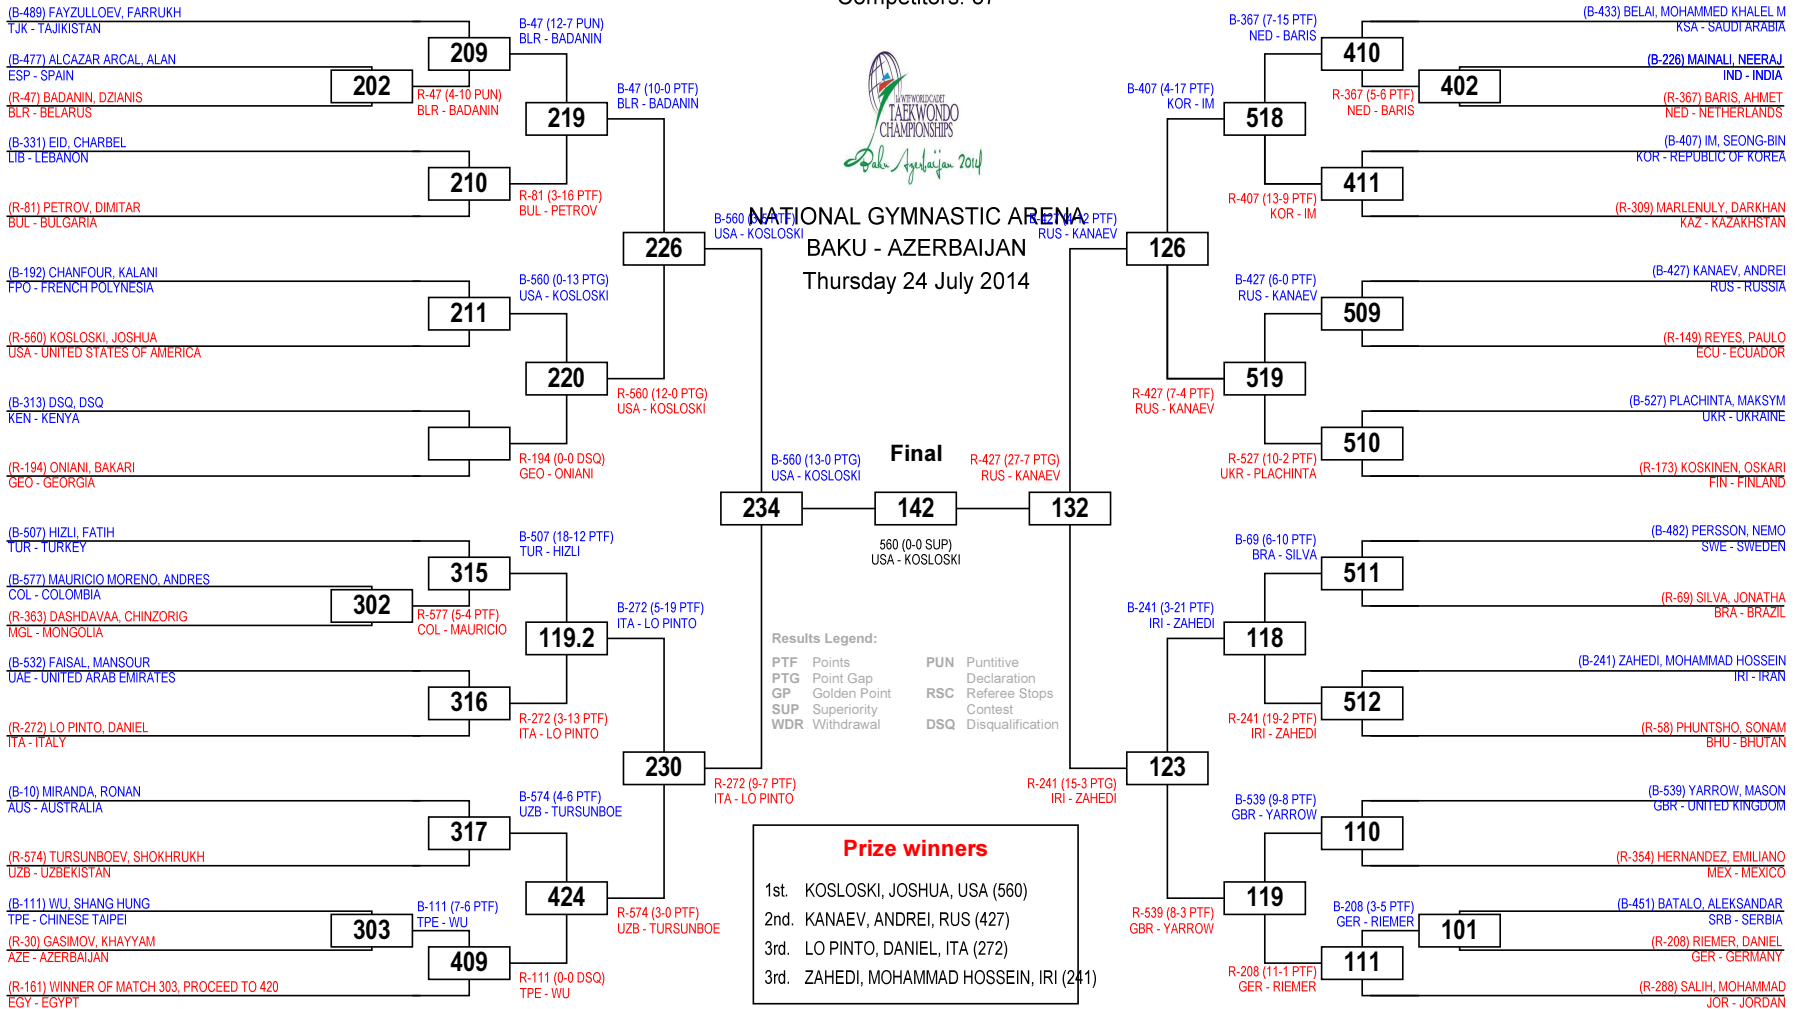 Competitors: 37
(B-489) FAYZULLOEV, FARRUKH
TJK - TAJIKISTAN
(B-477) ALCAZAR ARCAL, ALAN
ESP - SPAIN
(R-47) BADANIN, DZIANIS
BLR - BELARUS
(B-331) EID, CHARBEL
LIB - LEBANON
(R-81) PETROV, DIMITAR
BUL - BULGARIA
(B-192) CHANFOUR, KALANI
FPO - FRENCH POLYNESIA
(R-560) KOSLOSKI, JOSHUA
USA - UNITED STATES OF AMERICA
(B-313) DSQ, DSQ
KEN - KENYA
(R-194) ONIANI, BAKARI
GEO - GEORGIA
(B-507) HIZLI, FATIH
TUR - TURKEY
(B-577) MAURICIO MORENO, ANDRES
COL - COLOMBIA
(R-363) DASHDAVAA, CHINZORIG
MGL - MONGOLIA
(B-532) FAISAL, MANSOUR
UAE - UNITED ARAB EMIRATES
(R-272) LO PINTO, DANIEL
ITA - ITALY
(B-10) MIRANDA, RONAN
AUS - AUSTRALIA
(R-574) TURSUNBOEV, SHOKHRUKH
UZB - UZBEKISTAN
(B-111) WU, SHANG HUNG
TPE - CHINESE TAIPEI
(R-30) GASIMOV, KHAYYAM
AZE - AZERBAIJAN
(R-161) WINNER OF MATCH 303, PROCEED TO 420
EGY - EGYPT
202
302
303
R-47 (4-10 PUN)
BLR - BADANIN
R-577 (5-4 PTF)
COL - MAURICIO
B-111 (7-6 PTF)
TPE - WU
209
210
211
315
316
317
409
B-47 (12-7 PUN)
BLR - BADANIN
R-81 (3-16 PTF)
BUL - PETROV
B-560 (0-13 PTG)
USA - KOSLOSKI
R-194 (0-0 DSQ)
GEO - ONIANI
B-507 (18-12 PTF)
TUR - HIZLI
R-272 (3-13 PTF)
ITA - LO PINTO
B-574 (4-6 PTF)
UZB - TURSUNBOE
R-111 (0-0 DSQ)
TPE - WU
219
220
119.2
424
B-47 (10-0 PTF)
BLR - BADANIN
R-560 (12-0 PTG)
USA - KOSLOSKI
B-272 (5-19 PTF)
ITA - LO PINTO
R-574 (3-0 PTF)
UZB - TURSUNBOE
226
230
B-560 PTF)
USA - KOSLOSKI
R-272 (9-7 PTF)
ITA - LO PINTO
234
B-560 (13-0 PTG)
USA - KOSLOSKI
1st WTF WORLD CADET
TAEKWONDO
CHAMPIONSHIPS
Baku Azerbaijan 2014
NATIONAL GYMNASTIC ARENA
BAKU - AZERBAIJAN
Thursday 24 July 2014
Final
142
560 (0-0 SUP)
USA - KOSLOSKI
Results Legend:
PTF Points
PTG Point Gap
GP Golden Point
SUP Superiority
WDR Withdrawal
PUN Puntitive
Declaration
RSC Referee Stops
Contest
DSQ Disqualification
Prize winners
1st. KOSLOSKI, JOSHUA, USA (560)
2nd. KANAEV, ANDREI, RUS (427)
3rd. LO PINTO, DANIEL, ITA (272)
3rd. ZAHEDI, MOHAMMAD HOSSEIN, IRI (241)
R-427 (27-7 PTG)
RUS - KANAEV
132
PTF)
RUS - KANAEV
R-241 (15-3 PTG)
IRI - ZAHEDI
126
123
B-407 (4-17 PTF)
KOR - IM
R-427 (7-4 PTF)
RUS - KANAEV
B-241 (3-21 PTF)
IRI - ZAHEDI
R-539 (8-3 PTF)
GBR - YARROW
518
519
118
119
B-367 (7-15 PTF)
NED - BARIS
R-407 (13-9 PTF)
KOR - IM
B-427 (6-0 PTF)
RUS - KANAEV
R-527 (10-2 PTF)
UKR - PLACHINTA
B-69 (6-10 PTF)
BRA - SILVA
R-241 (19-2 PTF)
IRI - ZAHEDI
B-539 (9-8 PTF)
GBR - YARROW
R-208 (11-1 PTF)
GER - RIEMER
410
411
509
510
511
512
110
111
R-367 (5-6 PTF)
NED - BARIS
B-208 (3-5 PTF)
GER - RIEMER
402
101
(B-433) BELAI, MOHAMMED KHALEL M
KSA - SAUDI ARABIA
(B-226) MAINALI, NEERAJ
IND - INDIA
(R-367) BARIS, AHMET
NED - NETHERLANDS
(B-407) IM, SEONG-BIN
KOR - REPUBLIC OF KOREA
(R-309) MARLENULY, DARKHAN
KAZ - KAZAKHSTAN
(B-427) KANAEV, ANDREI
RUS - RUSSIA
(R-149) REYES, PAULO
ECU - ECUADOR
(B-527) PLACHINTA, MAKSYM
UKR - UKRAINE
(R-173) KOSKINEN, OSKARI
FIN - FINLAND
(B-482) PERSSON, NEMO
SWE - SWEDEN
(R-69) SILVA, JONATHA
BRA - BRAZIL
(B-241) ZAHEDI, MOHAMMAD HOSSEIN
IRI - IRAN
(R-58) PHUNTSHO, SONAM
BHU - BHUTAN
(B-539) YARROW, MASON
GBR - UNITED KINGDOM
(R-354) HERNANDEZ, EMILIANO
MEX - MEXICO
(B-451) BATALO, ALEKSANDAR
SRB - SERBIA
(R-208) RIEMER, DANIEL
GER - GERMANY
(R-288) SALIH, MOHAMMAD
JOR - JORDAN